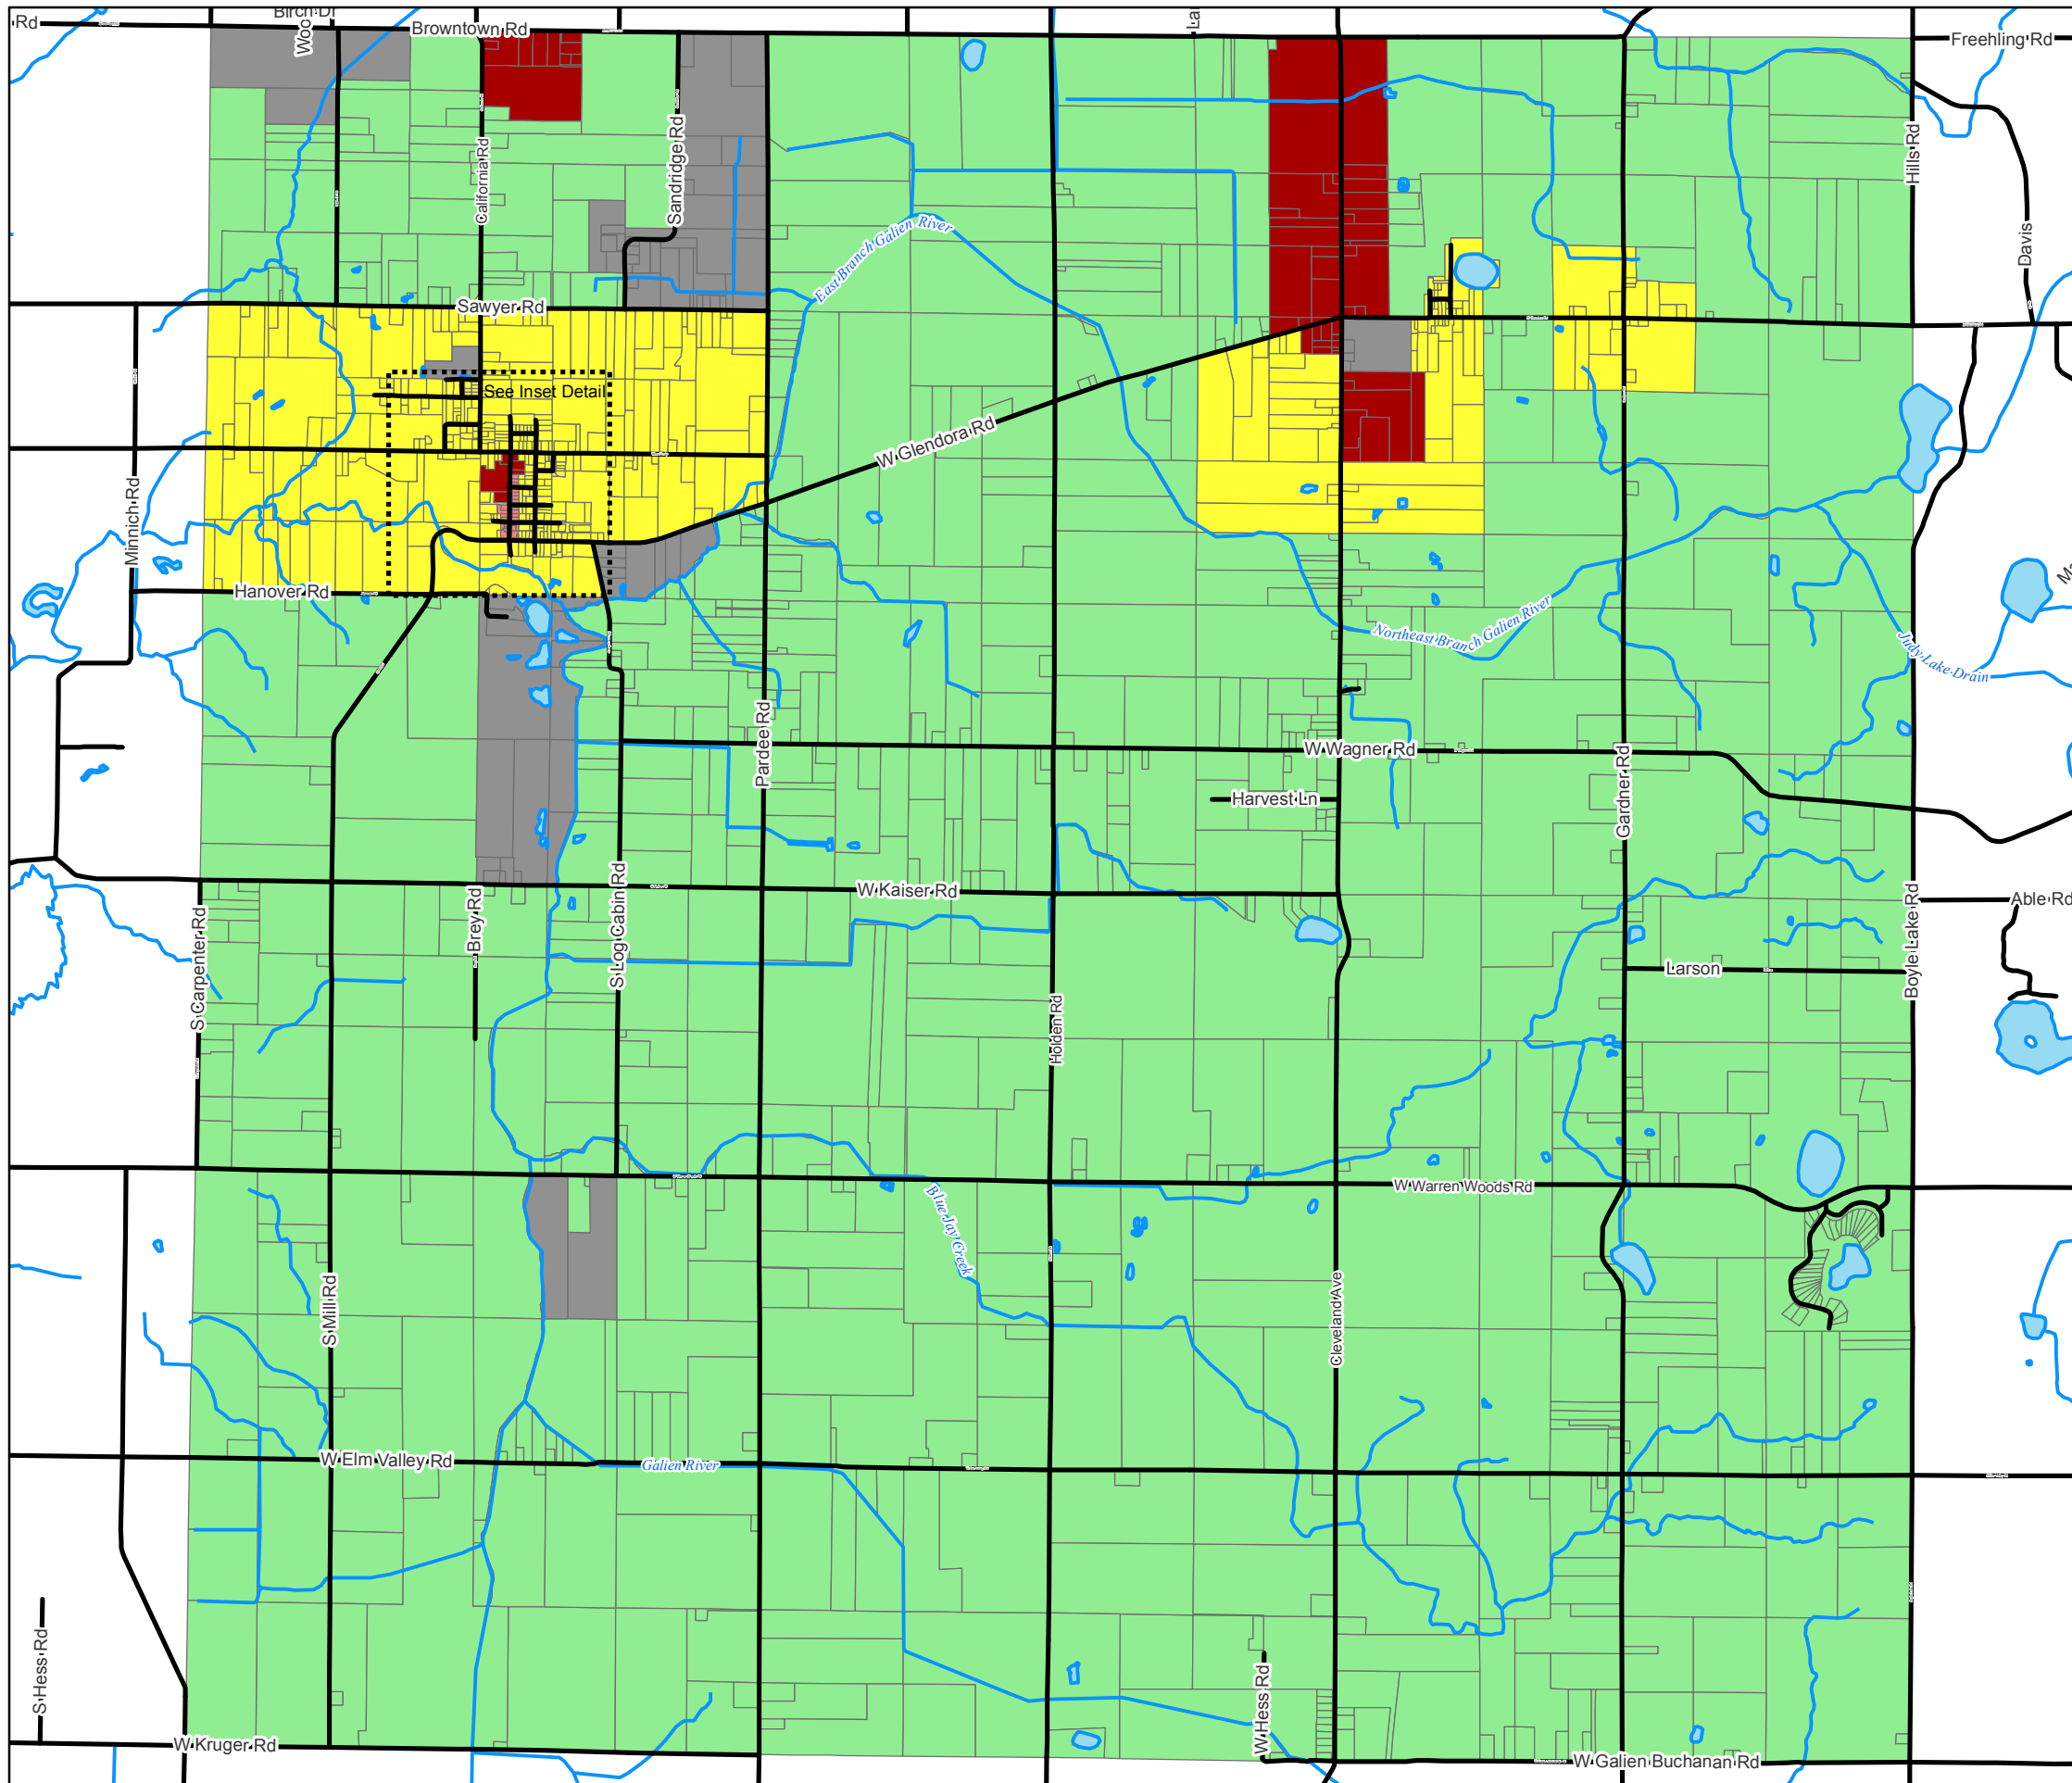 Rd
Birch Dr
Woo
Browntown Rd
La
Freehling Rd
California Rd
Sandridge Rd
Hills Rd
Davis
East Branch Galien River
Sawyer Rd
See Inset Detail
W Glendora Rd
Minnich Rd
Hanover Rd
Northeast Branch Galien River
Judy Lake Drain
Pardee Rd
W Wagner Rd
Gardner Rd
Harvest Ln
W Kaiser Rd
Brey Rd
S Log Cabin Rd
S Carpenter Rd
Boyle Lake Rd
Able Rd
Larson
Holden Rd
W Warren Woods Rd
Blue Jay Creek
S Mill Rd
Cleveland Ave
W Elm Valley Rd
Galien River
S Hess Rd
W Hess Rd
W Kruger Rd
W Galien Buchanan Rd